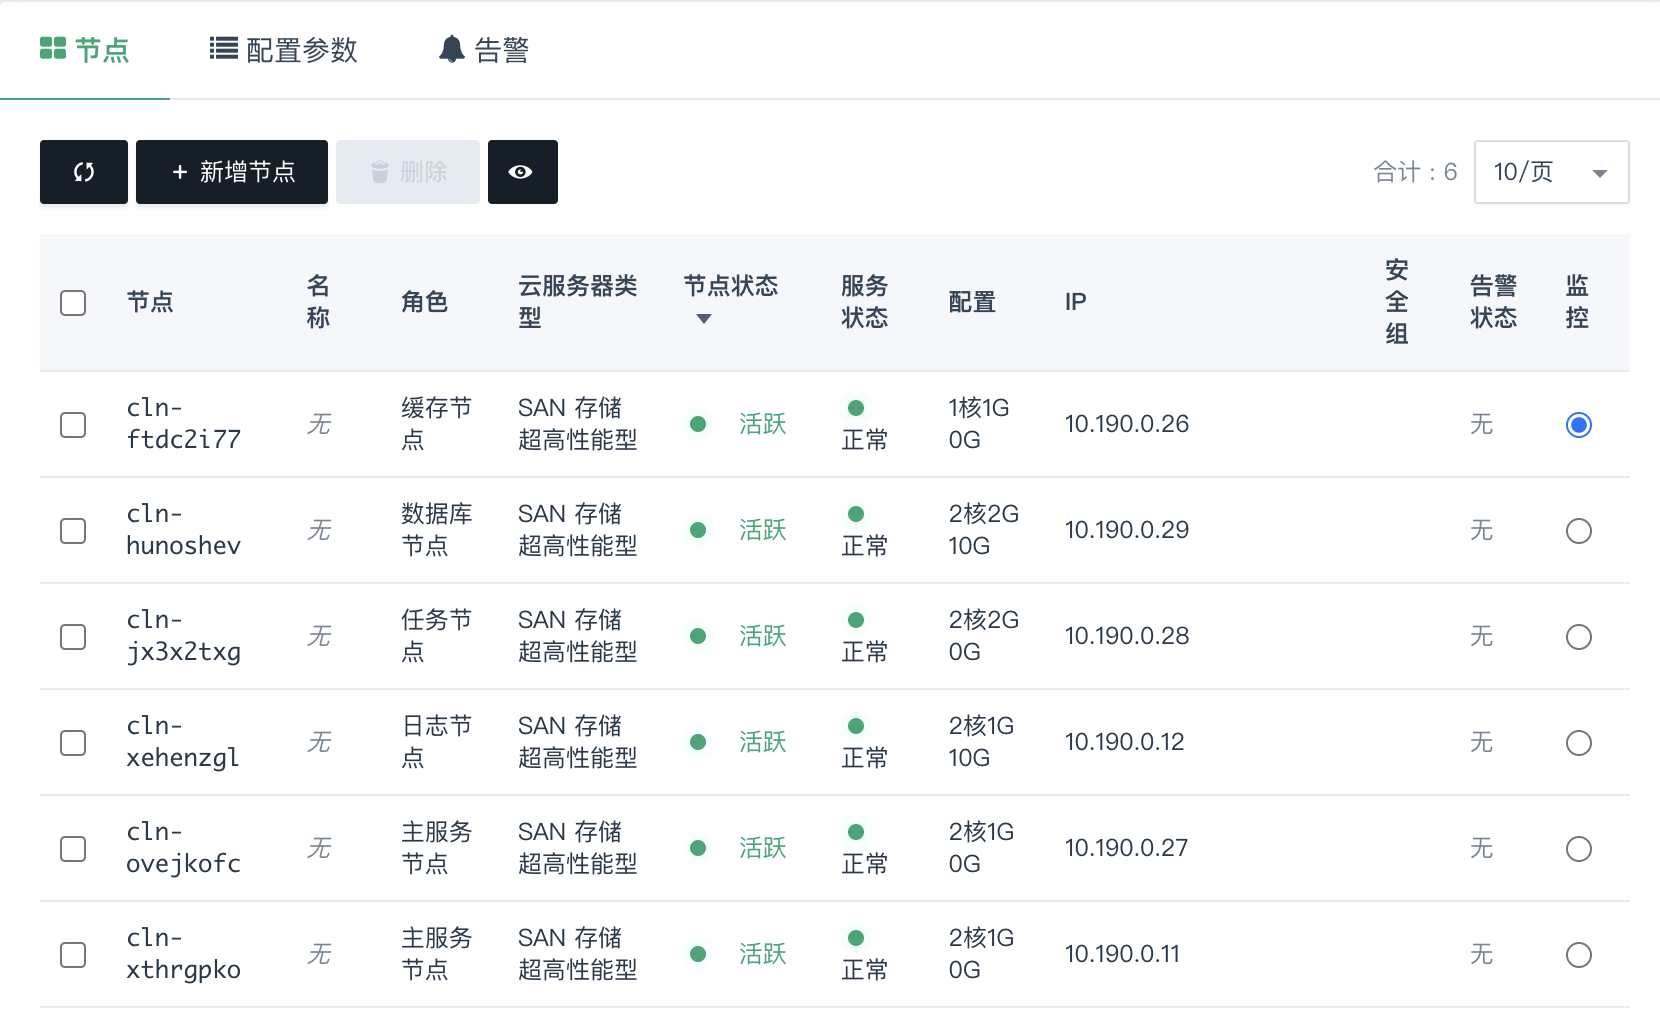 节点 配置参数 告警
+ 新增节点 删除 合计：6 10/页
节点 名称 角色 云服务器类型 节点状态 服务状态 配置 IP 安全组 告警状态 监控
cln-ftdc2i77 无 缓存节点 SAN 存储超高性能型 活跃 正常 1核1G 0G 10.190.0.26 无
cln-hunoshev 无 数据库节点 SAN 存储超高性能型 活跃 正常 2核2G 10G 10.190.0.29 无
cln-jx3x2txg 无 任务节点 SAN 存储超高性能型 活跃 正常 2核2G 0G 10.190.0.28 无
cln-xehenzgl 无 日志节点 SAN 存储超高性能型 活跃 正常 2核1G 10G 10.190.0.12 无
cln-ovejkofc 无 主服务节点 SAN 存储超高性能型 活跃 正常 2核1G 0G 10.190.0.27 无
cln-xthrgpko 无 主服务节点 SAN 存储超高性能型 活跃 正常 2核1G 0G 10.190.0.11 无